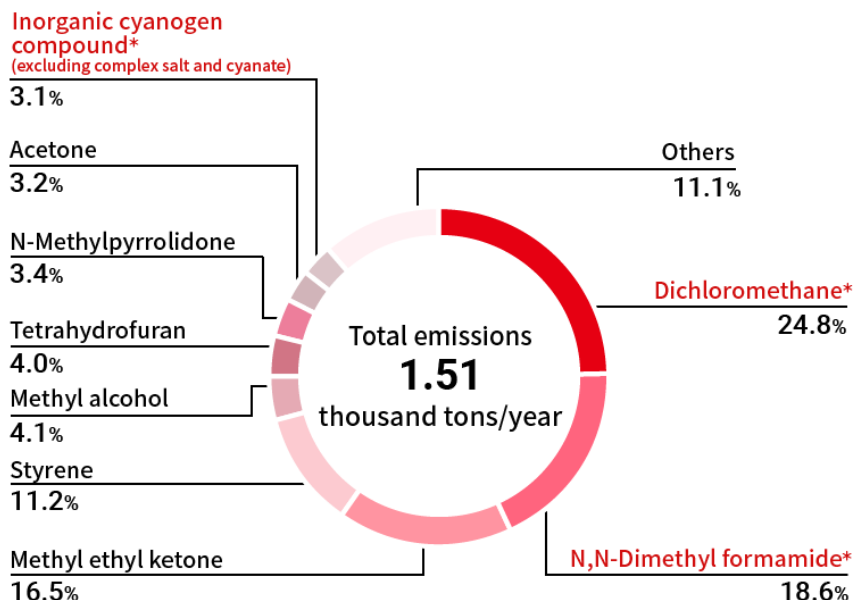 Inorganic cyanogen
compound*
(excluding complex salt and cyanate)
3.1%
Acetone
3.2%
N-Methylpyrrolidone
3.4%
Tetrahydrofuran
4.0%
Methyl alcohol
4.1%
Styrene
11.2%
Methyl ethyl ketone
16.5%
Others
11.1%
Dichloromethane*
24.8%
N,N-Dimethyl formamide*
18.6%
Total emissions
1.51
thousand tons/year